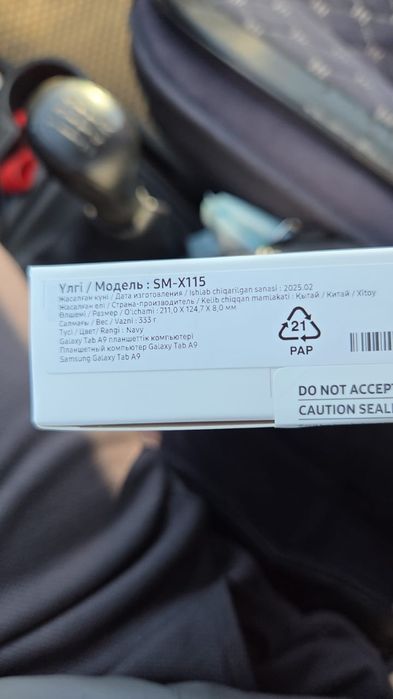 Үлгі / Модель : SM-X115
Жасалған күні / Дата изготовления / Ishlab chiqarilgan sanasi : 2025.02
Жасалған елі / Страна-производитель / Kelib chiqqan mamlakati : Қытай / Китай / Xitoy
Өлшемі / Размер / O'lchami : 211,0 X 124,7 X 8,0 мм
Салмағы / Вес / Vazni : 333 г
Түсі / Цвет / Rangi : Navy
Galaxy Tab A9 планшеттік компьютері
Планшетный компьютер Galaxy Tab A9
Samsung Galaxy Tab A9
21
PAP
DO NOT ACCEPT
CAUTION SEAL